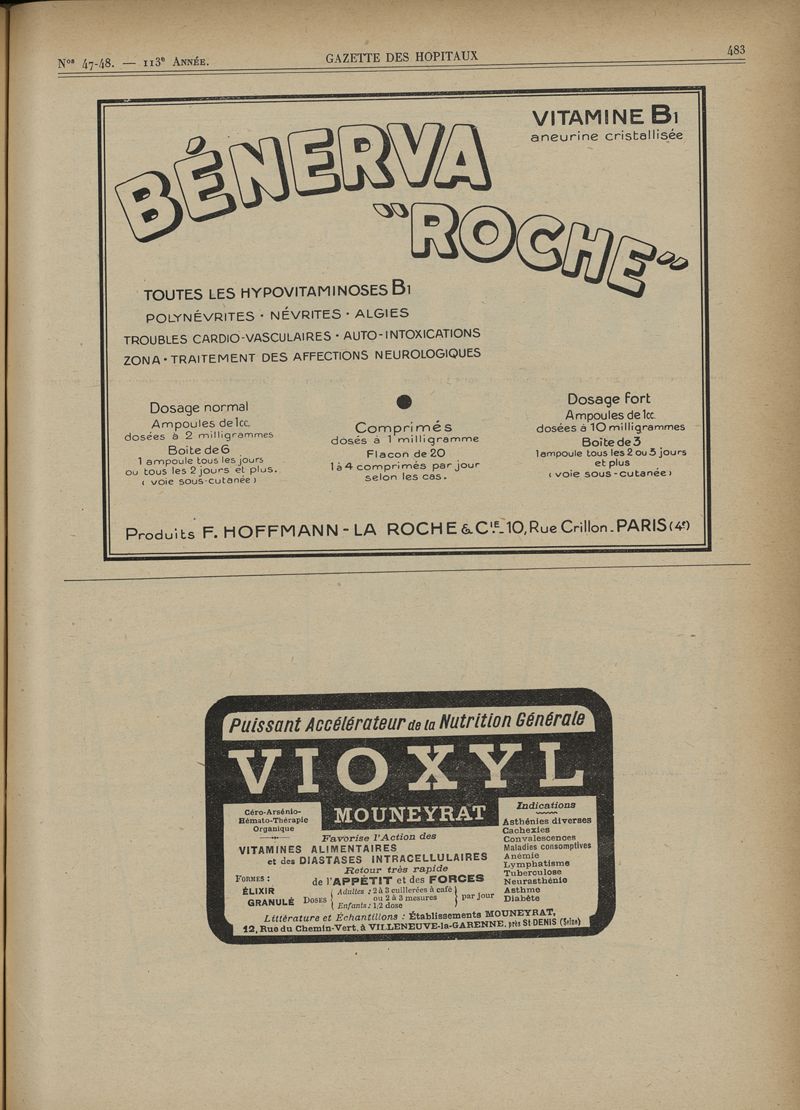 Nos 47-48. — 113e Année.
GAZETTE DES HOPITAUX
483
VITAMINE B1
aneurine cristallisée
BÉNERVA
"ROCHE"
TOUTES LES HYPOVITAMINOSES B1
POLYNÉVRITES · NÉVRITES · ALGIES
TROUBLES CARDIO-VASCULAIRES · AUTO-INTOXICATIONS
ZONA · TRAITEMENT DES AFFECTIONS NEUROLOGIQUES
Dosage normal
Ampoules de 1cc.
dosées à 2 milligrammes
Boite de 6
1 ampoule tous les jours
ou tous les 2 jours et plus.
( voie sous-cutanée )
Comprimés
dosés à 1 milligramme
Flacon de 20
1 à 4 comprimés par jour
selon les cas.
Dosage fort
Ampoules de 1cc.
dosées à 10 milligrammes
Boîte de 3
1 ampoule tous les 2 ou 3 jours
et plus
( voie sous-cutanée )
Produits F. HOFFMANN-LA ROCHE & CIE_10, Rue Crillon_PARIS (4e)
Puissant Accélérateur de la Nutrition Générale
VIOXYL
MOUNEYRAT
Céro-Arsénio-
Hémato-Thérapie
Organique
Favorise l'Action des
VITAMINES ALIMENTAIRES
et des DIASTASES INTRACELLULAIRES
Retour très rapide
de l'APPÉTIT et des FORCES
Formes :
ÉLIXIR
GRANULÉ
Doses
Adultes : 2 à 3 cuillerées à café
ou 2 à 3 mesures
Enfants : 1/2 dose
par jour
Indications
Asthénies diverses
Cachexies
Convalescences
Maladies consomptives
Anémie
Lymphatisme
Tuberculose
Neurasthénie
Asthme
Diabète
Littérature et Échantillons : Établissements MOUNEYRAT,
12, Rue du Chemin-Vert, à VILLENEUVE-la-GARENNE, près St-DENIS (Seine)